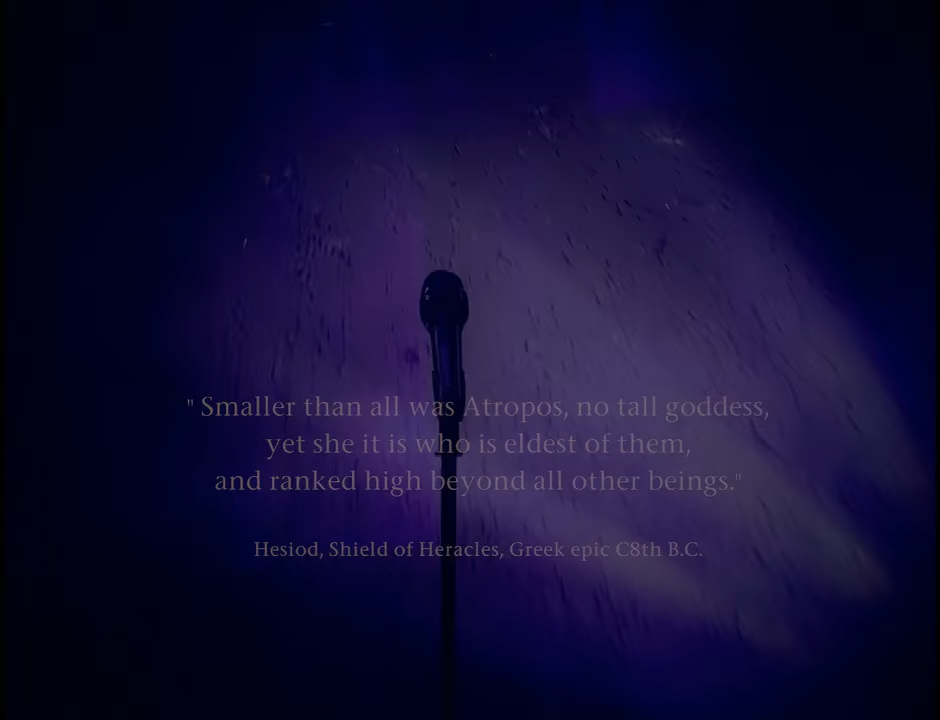 " Smaller than all was Atropos, no tall goddess,
yet she it is who is eldest of them,
and ranked high beyond all other beings."
Hesiod, Shield of Heracles, Greek epic C8th B.C.